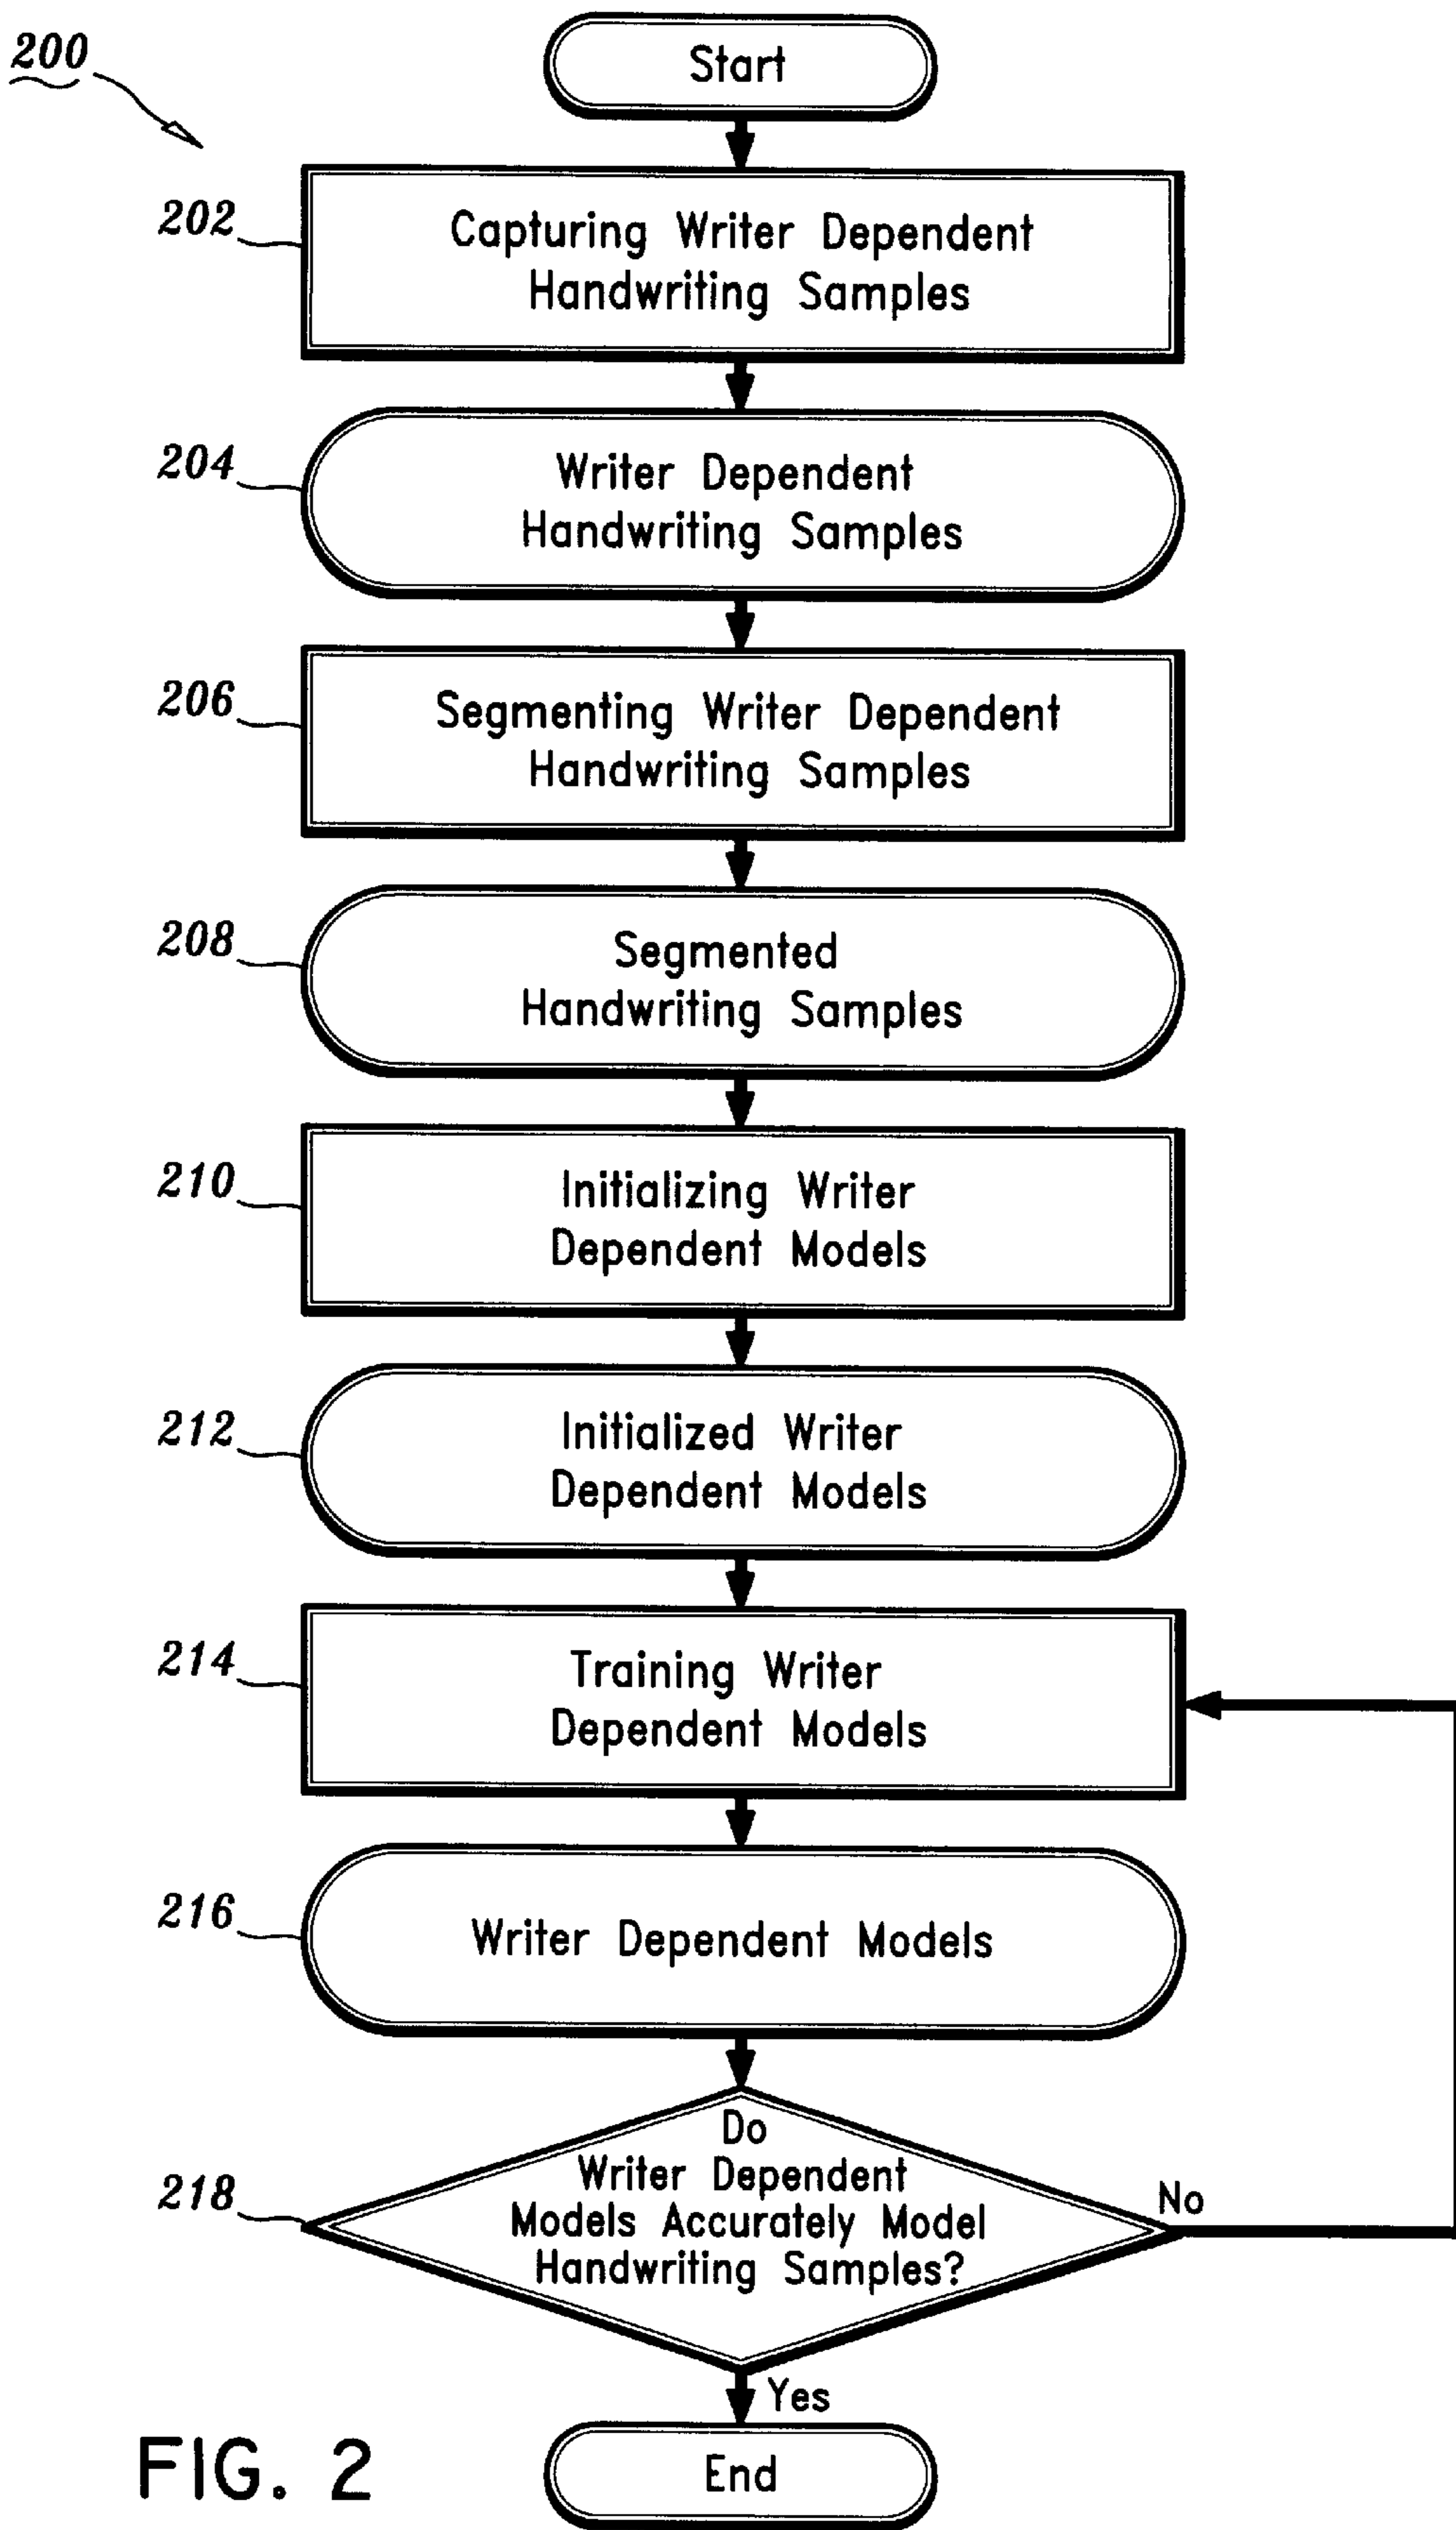 200
Start
202
Capturing Writer Dependent
Handwriting Samples
204
Writer Dependent
Handwriting Samples
206
Segmenting Writer Dependent
Handwriting Samples
208
Segmented
Handwriting Samples
210
Initializing Writer
Dependent Models
212
Initialized Writer
Dependent Models
214
Training Writer
Dependent Models
216
Writer Dependent Models
218
Do
Writer Dependent
Models Accurately Model
Handwriting Samples?
No
Yes
End
FIG. 2